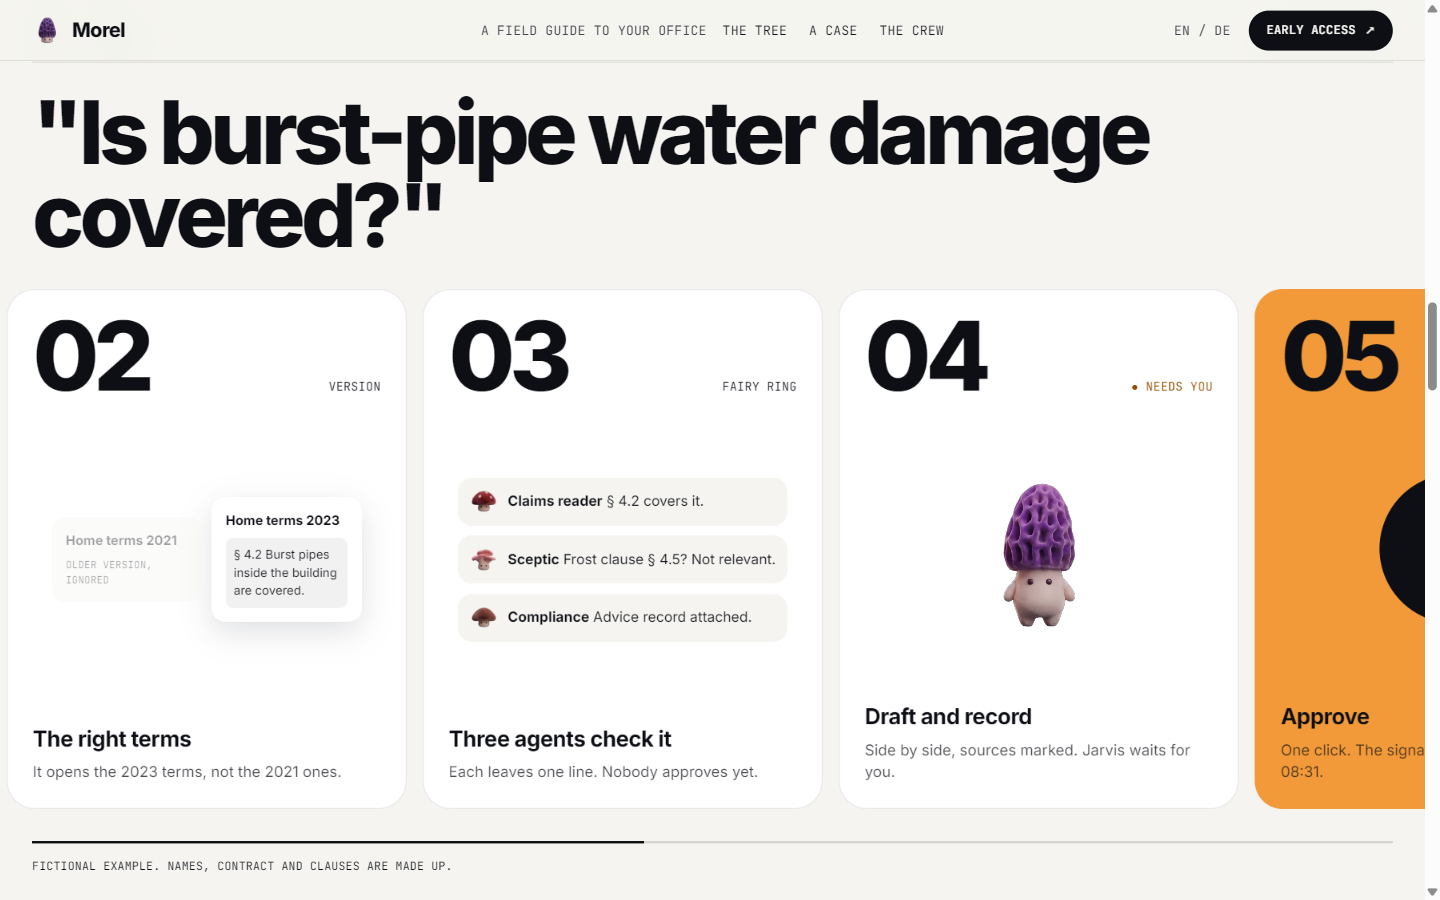 Morel
A FIELD GUIDE TO YOUR OFFICE THE TREE A CASE THE CREW
EN / DE
EARLY ACCESS ↗
"Is burst-pipe water damage
covered?"
02
VERSION
Home terms 2021
OLDER VERSION,
IGNORED
Home terms 2023
§ 4.2 Burst pipes
inside the building
are covered.
The right terms
It opens the 2023 terms, not the 2021 ones.
03
FAIRY RING
Claims reader § 4.2 covers it.
Sceptic Frost clause § 4.5? Not relevant.
Compliance Advice record attached.
Three agents check it
Each leaves one line. Nobody approves yet.
04
● NEEDS YOU
Draft and record
Side by side, sources marked. Jarvis waits for
you.
05
Approve
One click. The signa
08:31.
FICTIONAL EXAMPLE. NAMES, CONTRACT AND CLAUSES ARE MADE UP.